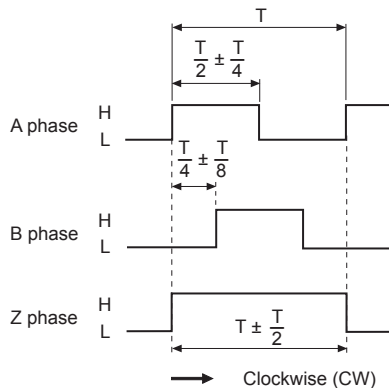 T
T/2 ± T/4
H
A phase
L
T/4 ± T/8
H
B phase
L
H
Z phase
L
T ± T/2
Clockwise (CW)